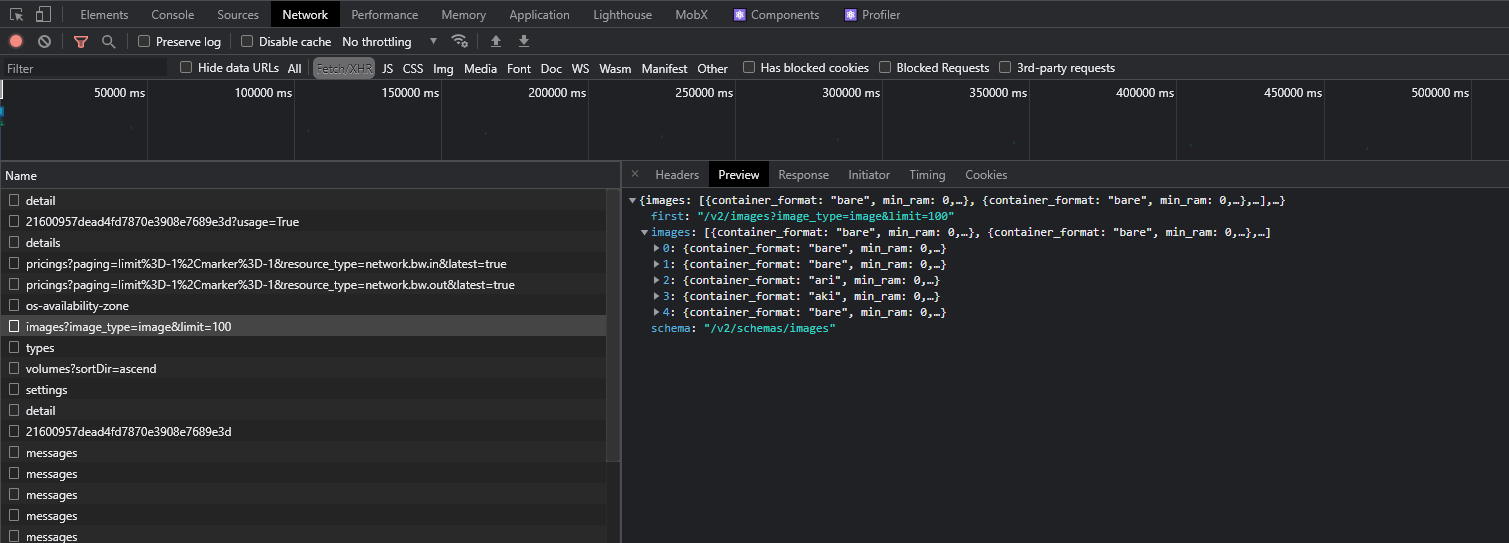 Elements Console Sources Network Performance Memory Application Lighthouse MobX Components Profiler
Preserve log Disable cache No throttling
Filter Hide data URLs All Fetch/XHR JS CSS Img Media Font Doc WS Wasm Manifest Other Has blocked cookies Blocked Requests 3rd-party requests
50000 ms 100000 ms 150000 ms 200000 ms 250000 ms 300000 ms 350000 ms 400000 ms 450000 ms 500000 ms
Name
detail
21600957dead4fd7870e3908e7689e3d?usage=True
details
pricings?paging=limit%3D-1%2Cmarker%3D-1&resource_type=network.bw.in&latest=true
pricings?paging=limit%3D-1%2Cmarker%3D-1&resource_type=network.bw.out&latest=true
os-availability-zone
images?image_type=image&limit=100
types
volumes?sortDir=ascend
settings
detail
21600957dead4fd7870e3908e7689e3d
messages
messages
messages
messages
messages
× Headers Preview Response Initiator Timing Cookies
{images: [{container_format: "bare", min_ram: 0,…}, {container_format: "bare", min_ram: 0,…},…],…}
first: "/v2/images?image_type=image&limit=100"
images: [{container_format: "bare", min_ram: 0,…}, {container_format: "bare", min_ram: 0,…},…]
0: {container_format: "bare", min_ram: 0,…}
1: {container_format: "bare", min_ram: 0,…}
2: {container_format: "ari", min_ram: 0,…}
3: {container_format: "aki", min_ram: 0,…}
4: {container_format: "bare", min_ram: 0,…}
schema: "/v2/schemas/images"